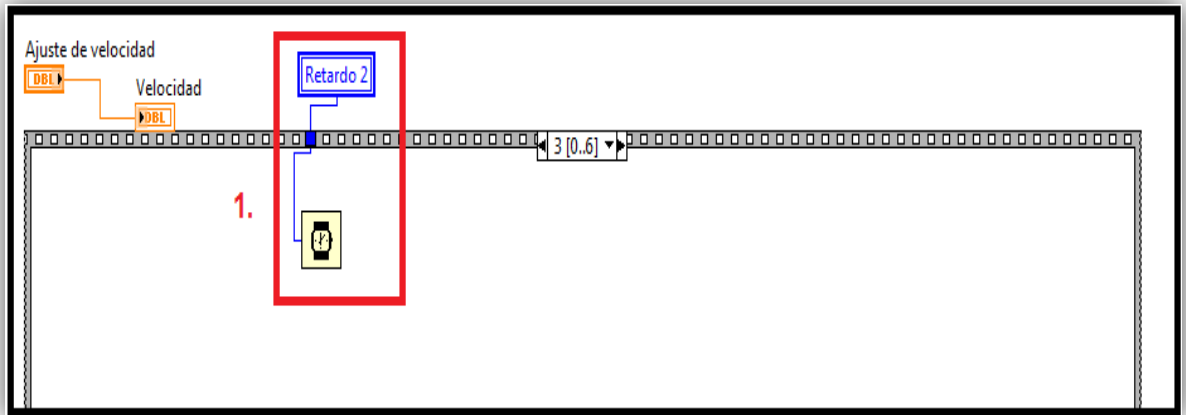 Ajuste de velocidad
DBL
Velocidad
DBL
Retardo 2
3 [0..6]
1.